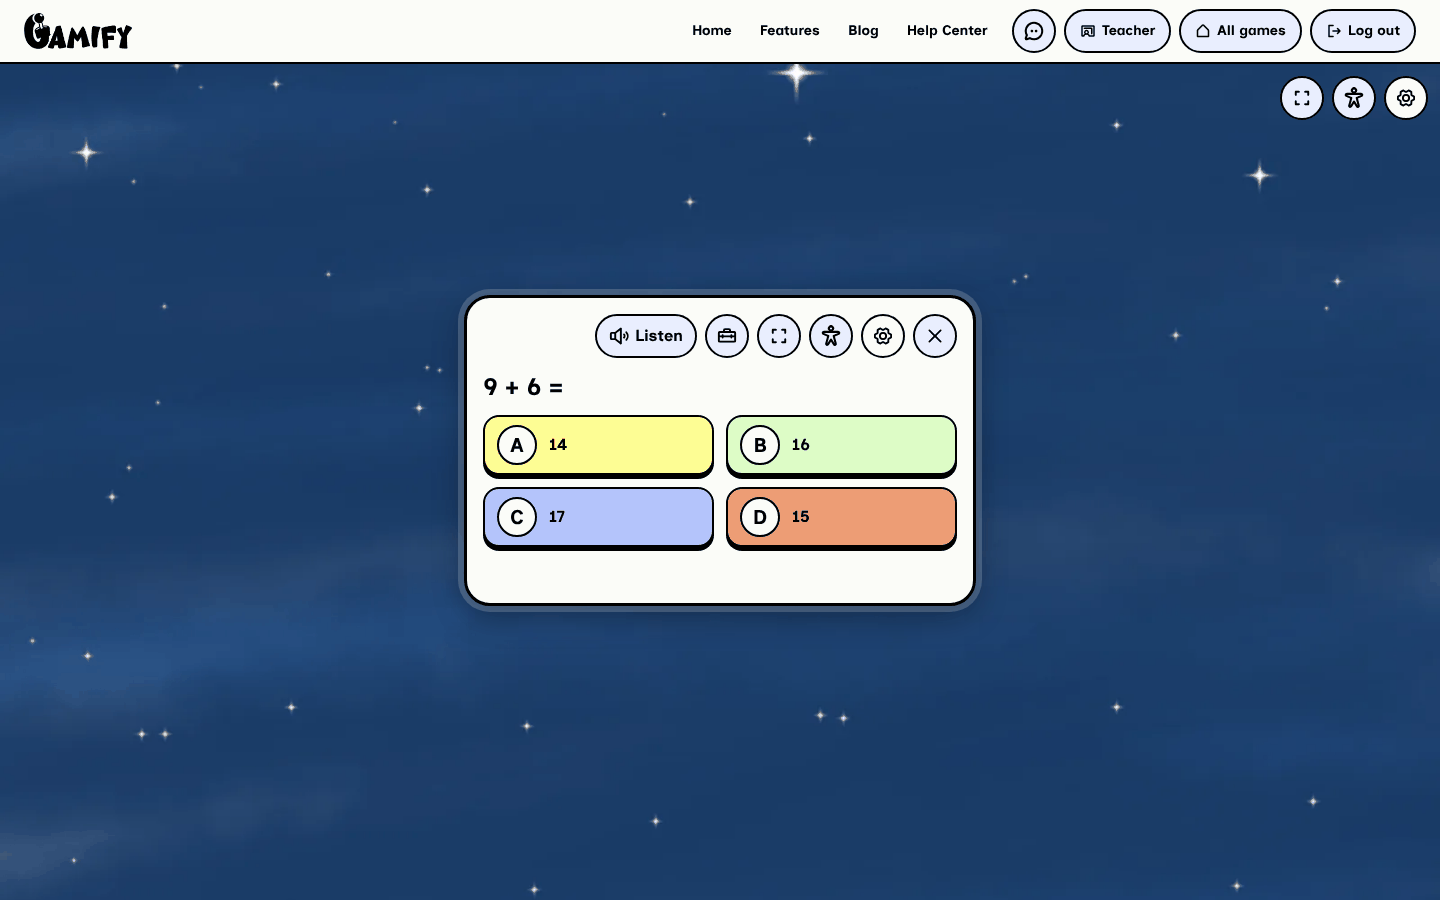 GAMIFY
Home Features Blog Help Center Teacher All games Log out
Listen
9 + 6 =
A 14
B 16
C 17
D 15